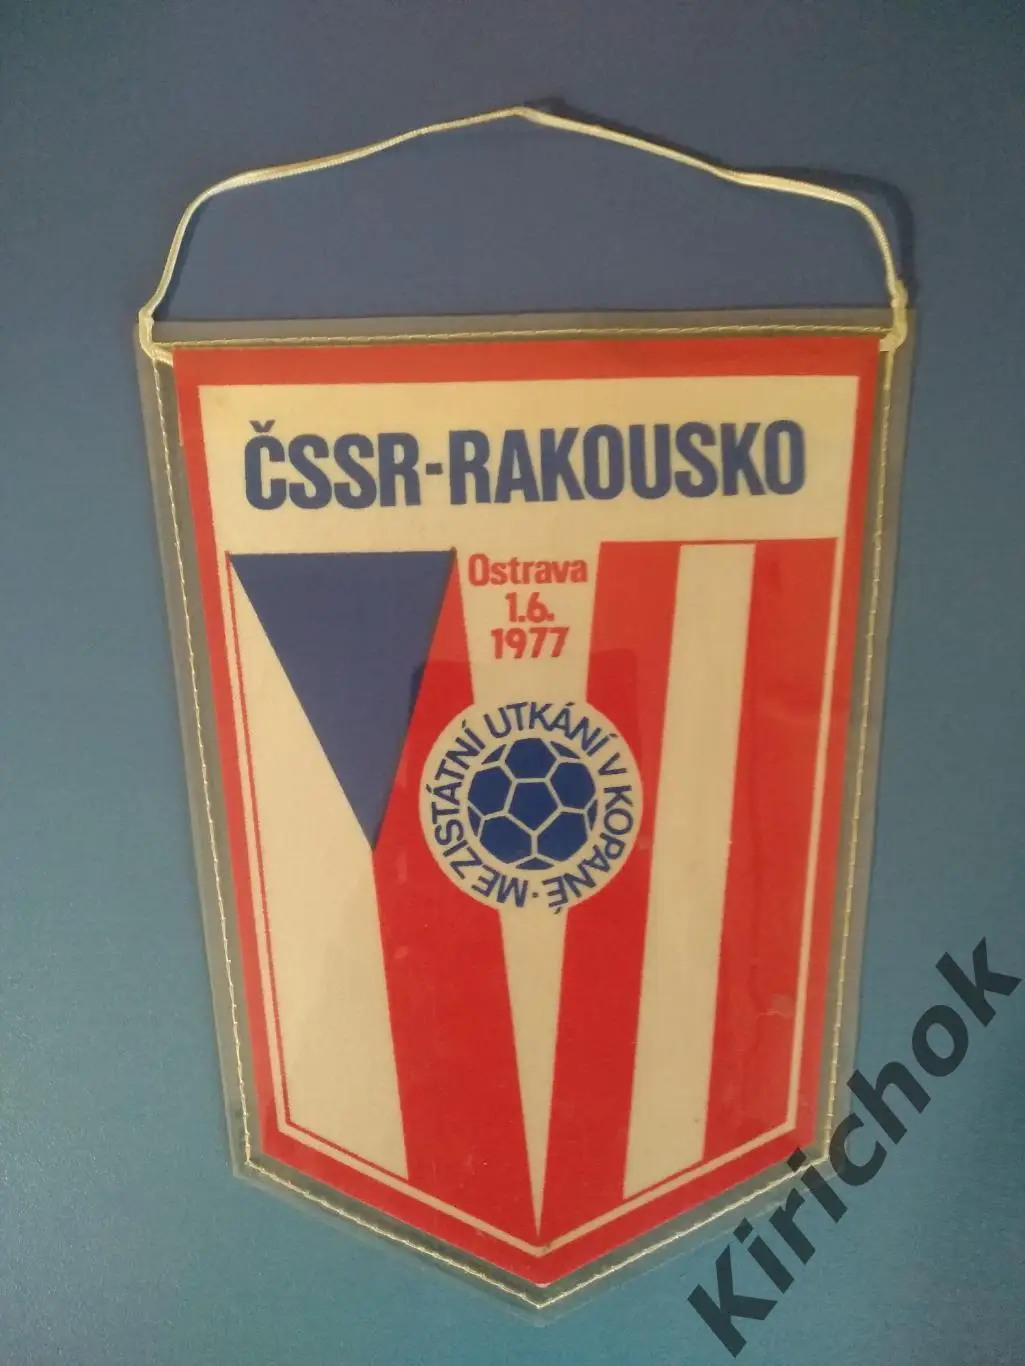 ČSSR-RAKOUSKO
Ostrava
1.6.
1977
MEZISTÁTNÍ UTKÁNÍ V KOPANÉ •
Kirichok